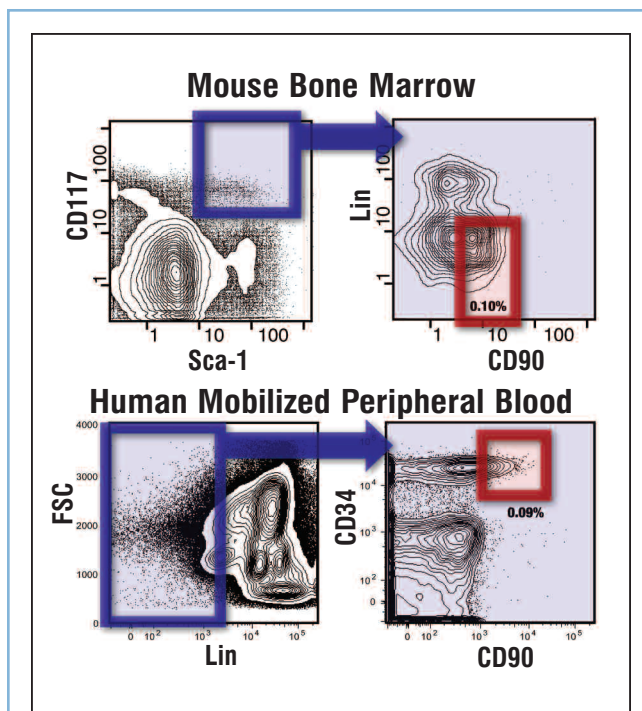 Mouse Bone Marrow
CD117
100
10
1
1 10 100
Sca-1
Lin
100
10
1
0.10%
1 10 100
CD90
Human Mobilized Peripheral Blood
FSC
4000
3000
2000
1000
0
0 10² 10³ 10⁴ 10⁵
Lin
CD34
10⁴
10³
10²
0
0.09%
0 10² 10³ 10⁴ 10⁵
CD90